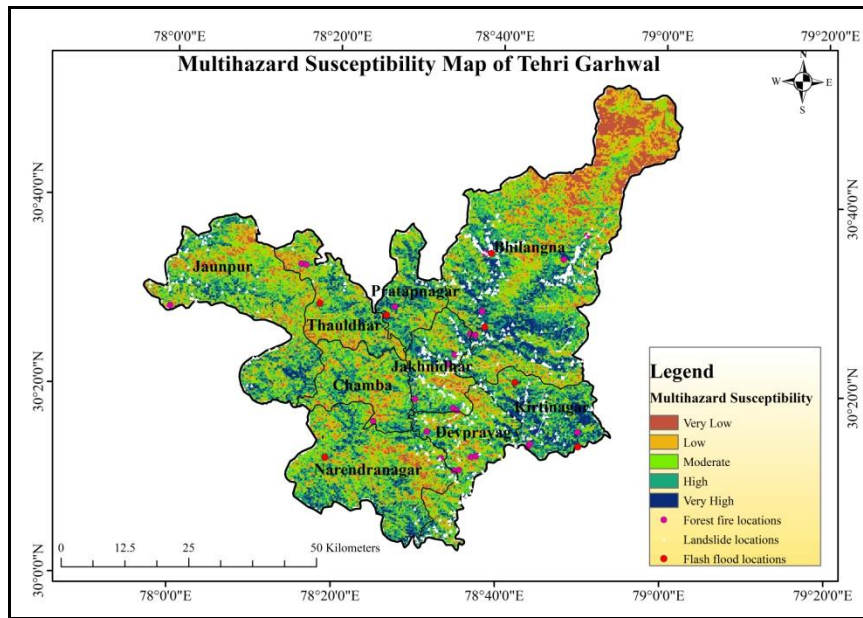 78°0'0"E 78°20'0"E 78°40'0"E 79°0'0"E 79°20'0"E
Multihazard Susceptibility Map of Tehri Garhwal
N
W E
S
30°40'0"N 30°40'0"N
Bhilangna
Jaunpur
Pratapnagar
Thauldhar
Jakhnidhar
Chamba
Kirtinagar
Devprayag
Narendranagar
30°20'0"N 30°20'0"N
Legend
Multihazard Susceptibility
Very Low
Low
Moderate
High
Very High
Forest fire locations
Landslide locations
Flash flood locations
0 12.5 25 50 Kilometers
30°0'0"N 30°0'0"N
78°0'0"E 78°20'0"E 78°40'0"E 79°0'0"E 79°20'0"E